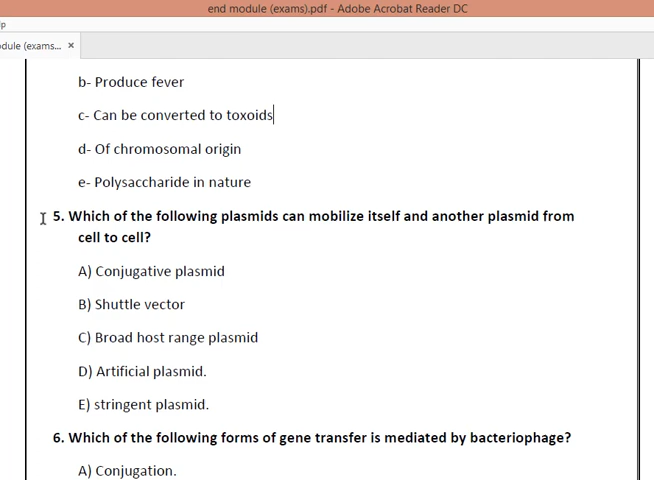 end module (exams).pdf - Adobe Acrobat Reader DC
lp
odule (exams... ×
b- Produce fever
c- Can be converted to toxoids
d- Of chromosomal origin
e- Polysaccharide in nature
5. Which of the following plasmids can mobilize itself and another plasmid from
cell to cell?
A) Conjugative plasmid
B) Shuttle vector
C) Broad host range plasmid
D) Artificial plasmid.
E) stringent plasmid.
6. Which of the following forms of gene transfer is mediated by bacteriophage?
A) Conjugation.